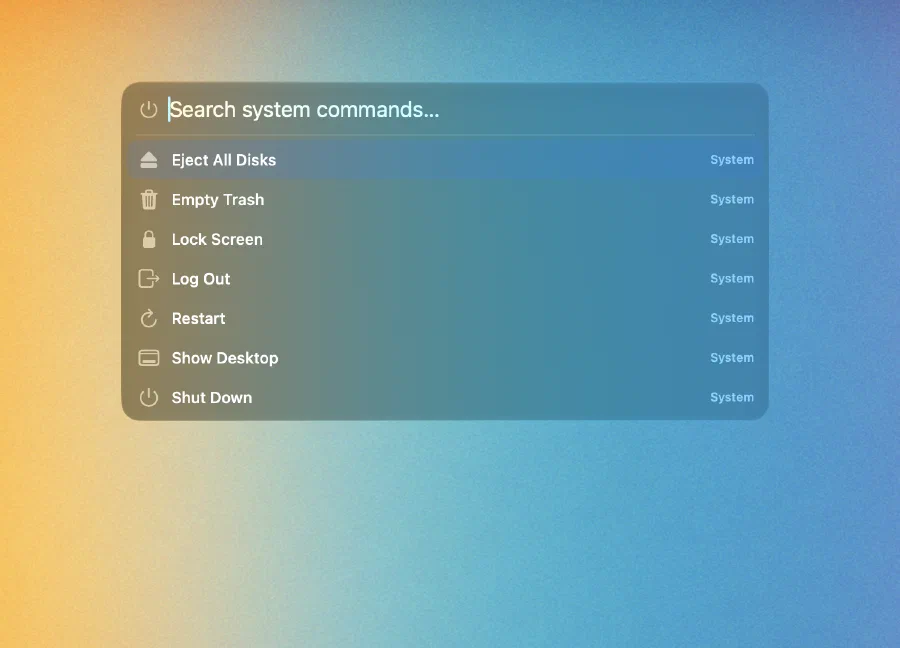 Search system commands...
Eject All Disks System
Empty Trash System
Lock Screen System
Log Out System
Restart System
Show Desktop System
Shut Down System